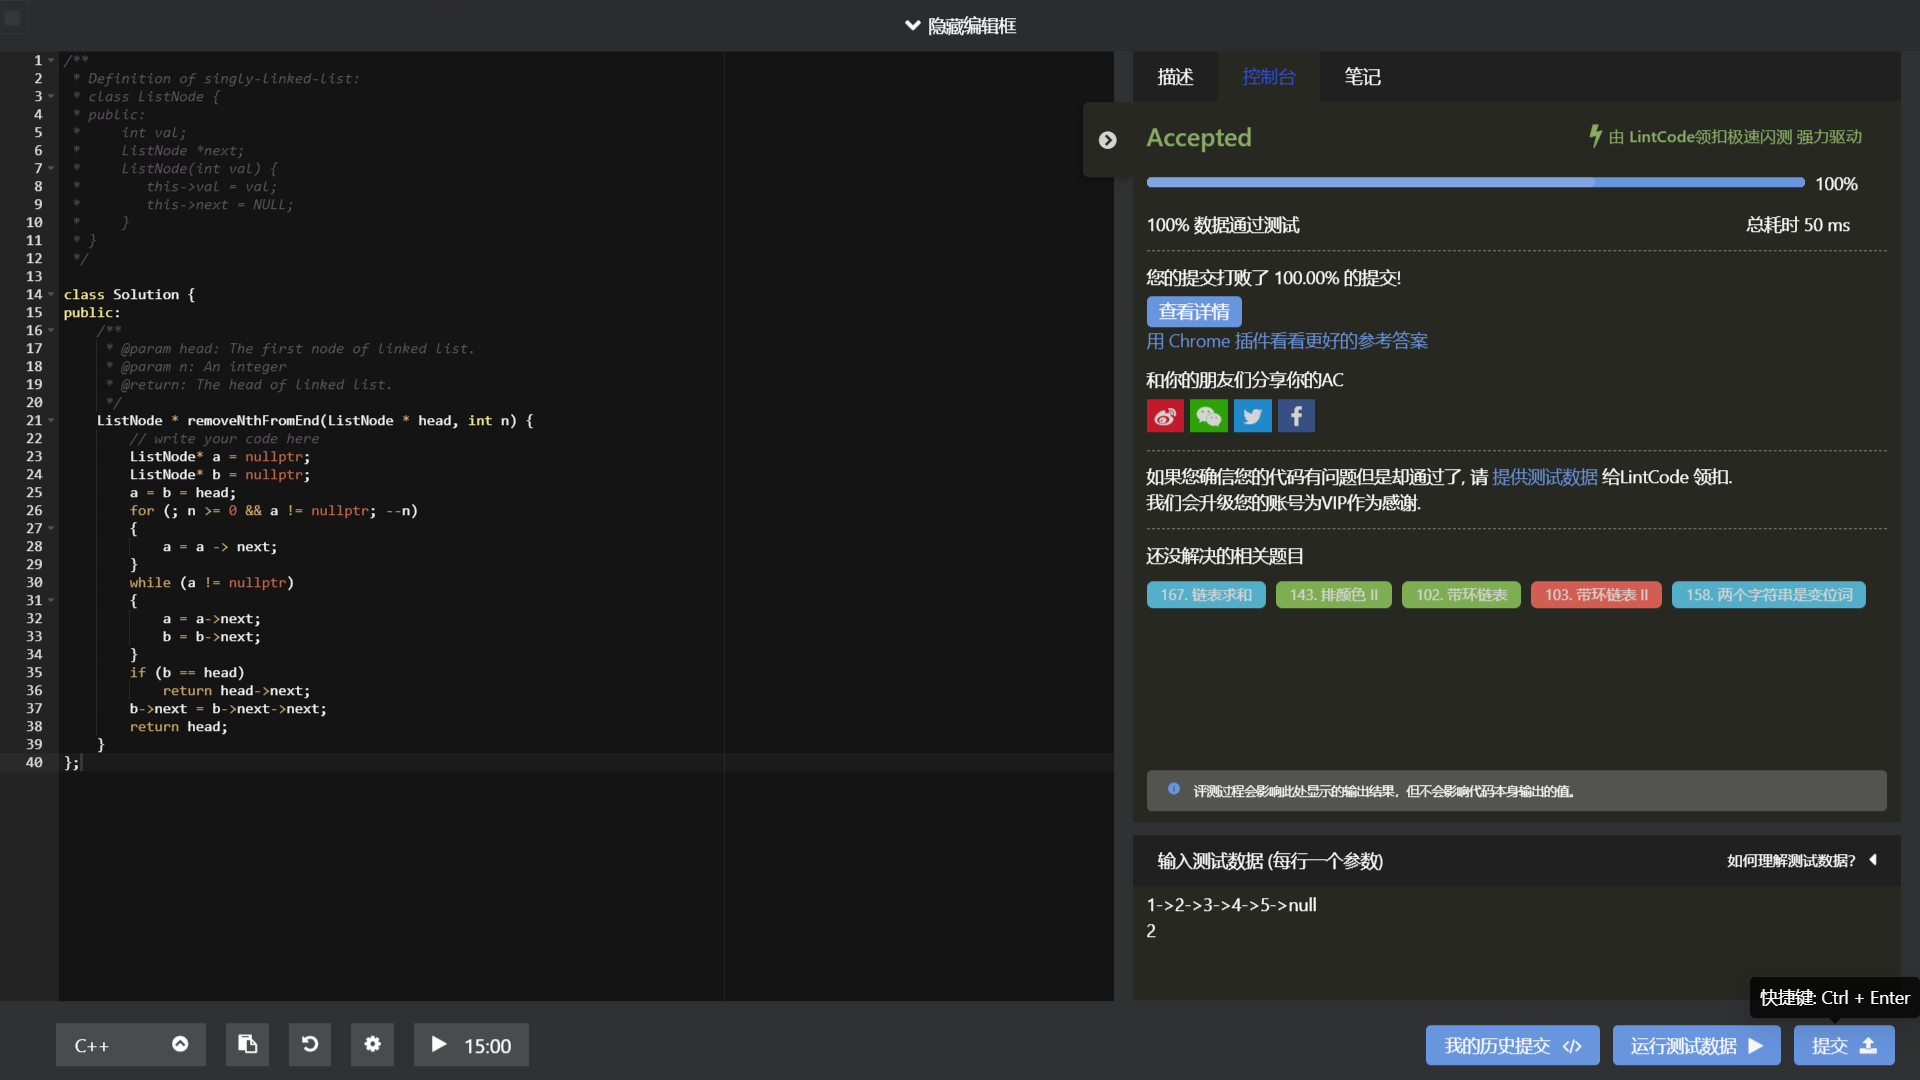 隐藏编辑框
1 /**
2 * Definition of singly-linked-list:
3 * class ListNode {
4 * public:
5 *     int val;
6 *     ListNode *next;
7 *     ListNode(int val) {
8 *        this->val = val;
9 *        this->next = NULL;
10 *     }
11 * }
12 */
13
14 class Solution {
15 public:
16     /**
17      * @param head: The first node of linked list.
18      * @param n: An integer
19      * @return: The head of linked list.
20      */
21     ListNode * removeNthFromEnd(ListNode * head, int n) {
22         // write your code here
23         ListNode* a = nullptr;
24         ListNode* b = nullptr;
25         a = b = head;
26         for (; n >= 0 && a != nullptr; --n)
27         {
28             a = a -> next;
29         }
30         while (a != nullptr)
31         {
32             a = a->next;
33             b = b->next;
34         }
35         if (b == head)
36             return head->next;
37         b->next = b->next->next;
38         return head;
39     }
40 };
C++
15:00
描述 控制台 笔记
Accepted 由 LintCode领扣极速闪测 强力驱动
100%
100% 数据通过测试 总耗时 50 ms
您的提交打败了 100.00% 的提交!
查看详情
用 Chrome 插件看看更好的参考答案
和你的朋友们分享你的AC
如果您确信您的代码有问题但是却通过了, 请 提供测试数据 给LintCode 领扣.
我们会升级您的账号为VIP作为感谢.
还没解决的相关题目
167. 链表求和 143. 排颜色 II 102. 带环链表 103. 带环链表 II 158. 两个字符串是变位词
评测过程会影响此处显示的输出结果，但不会影响代码本身输出的值。
输入测试数据 (每行一个参数) 如何理解测试数据?
1->2->3->4->5->null
2
快捷键: Ctrl + Enter
我的历史提交 运行测试数据 提交